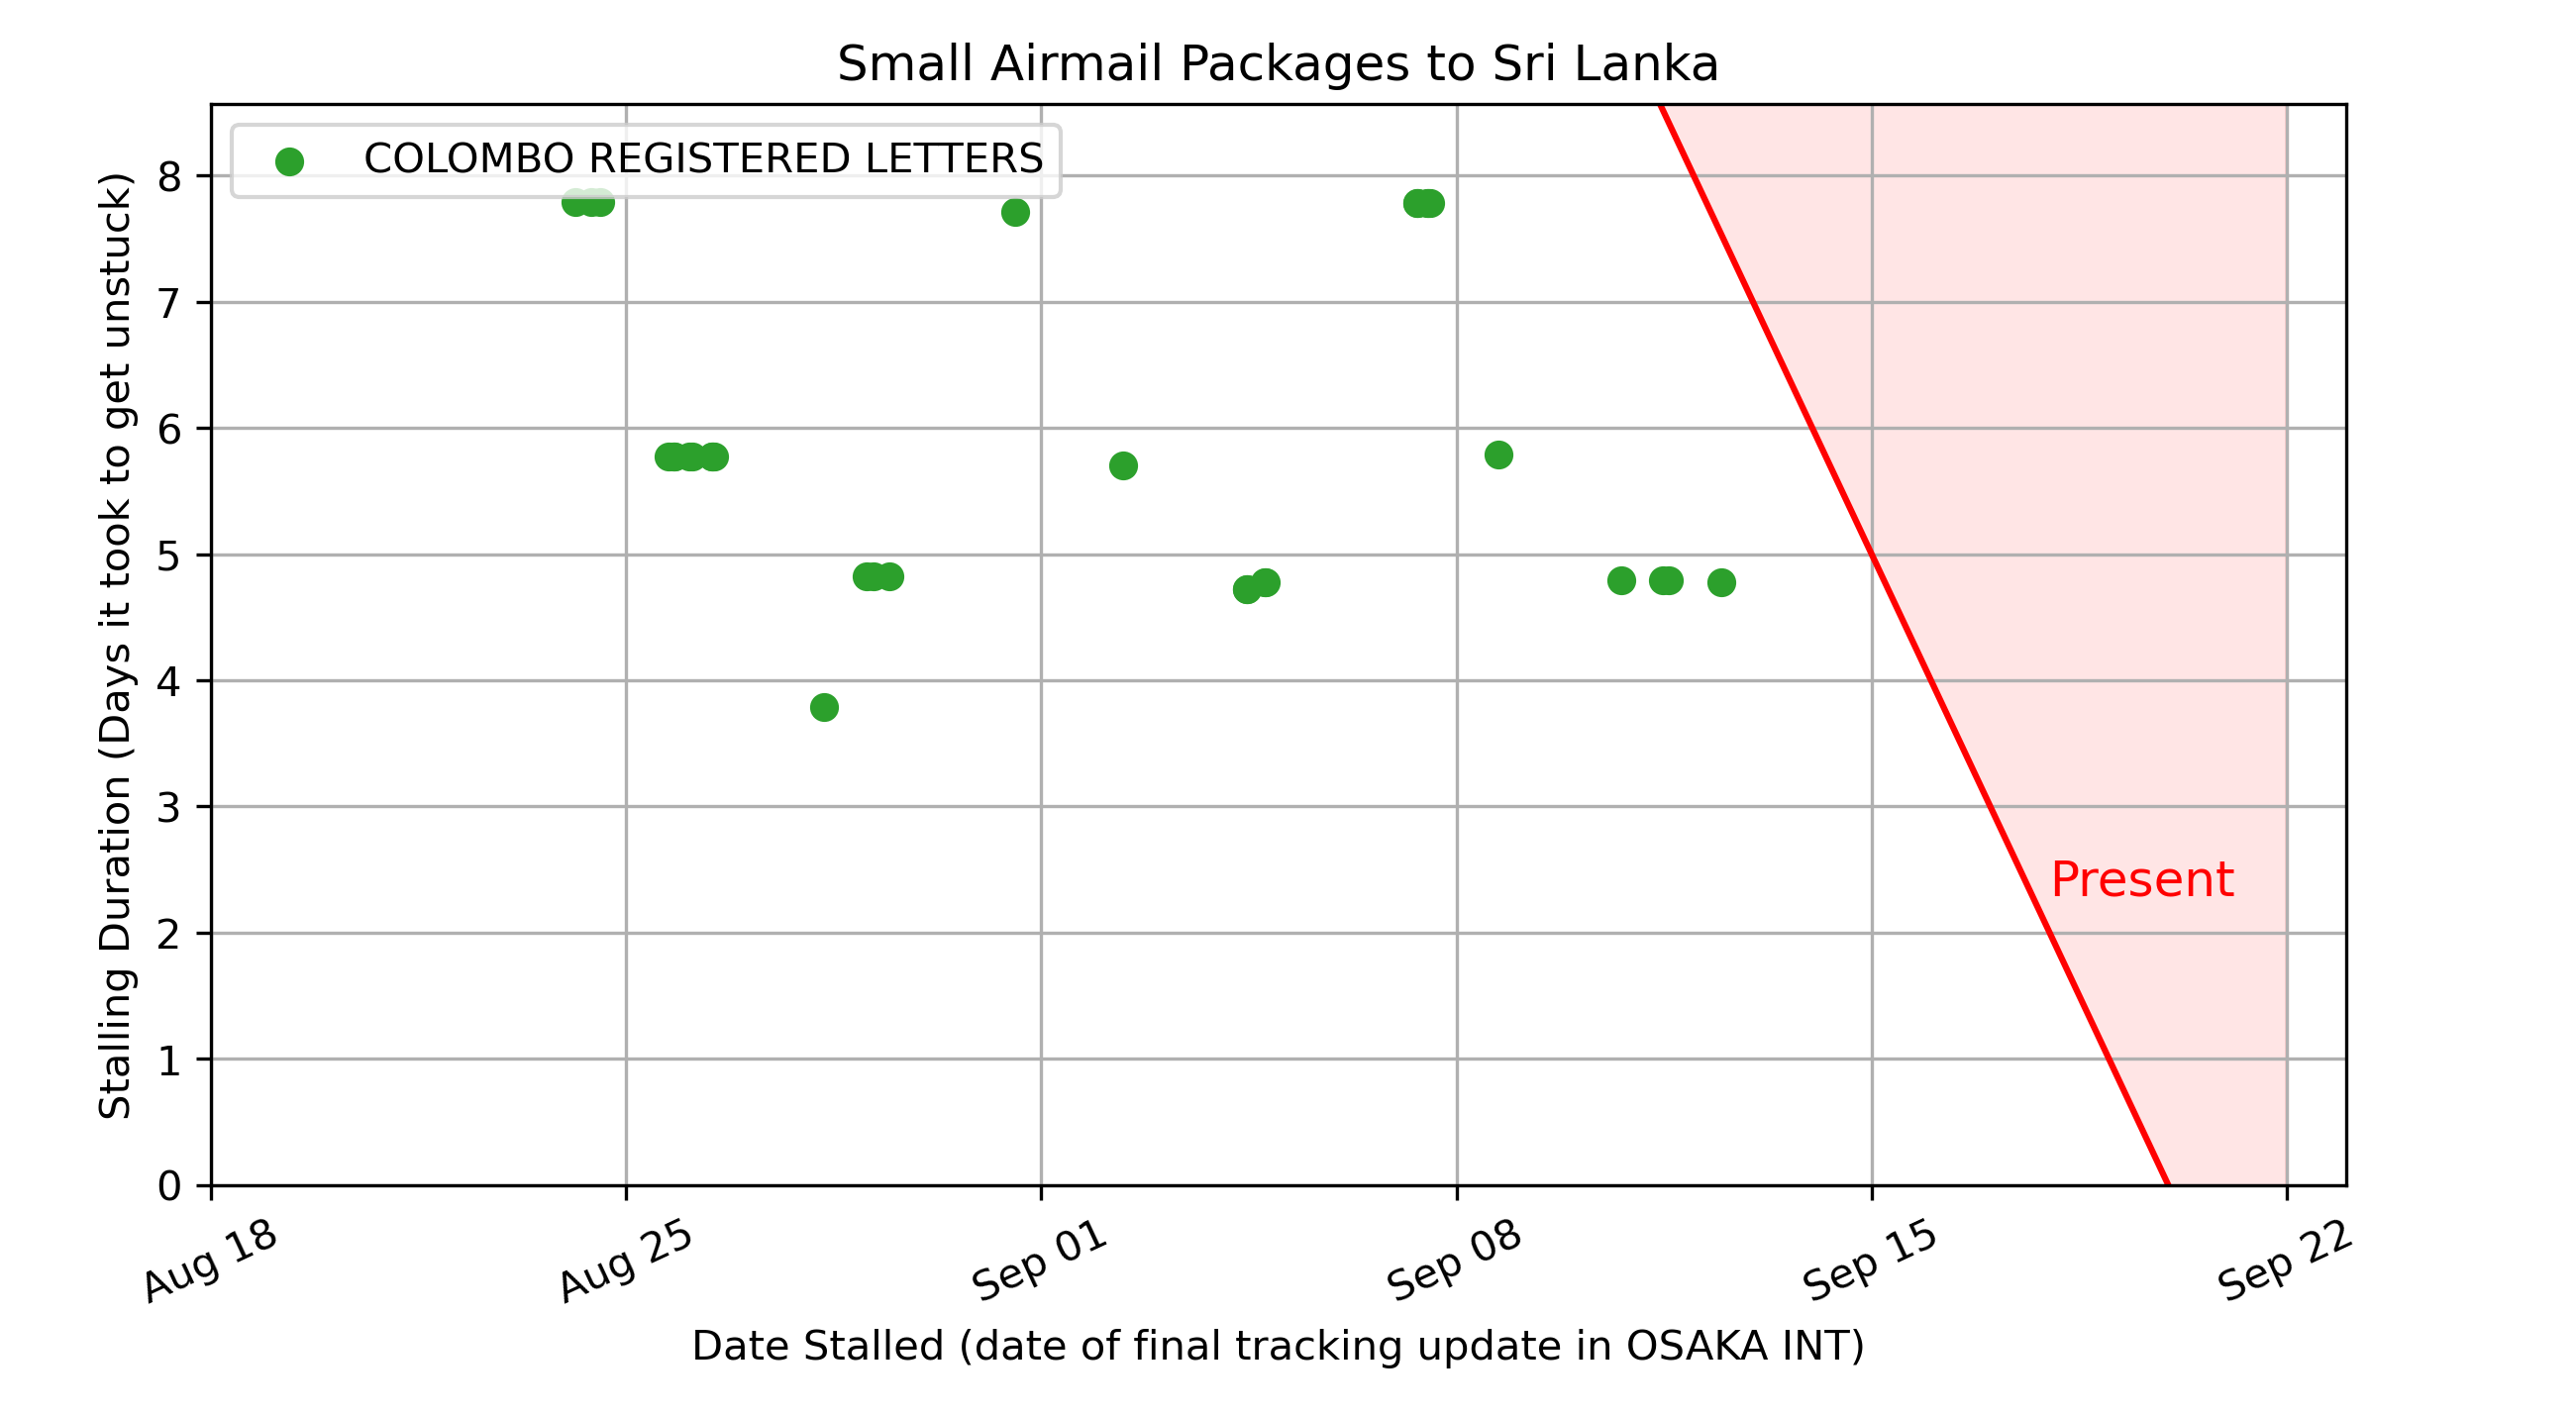 Small Airmail Packages to Sri Lanka
COLOMBO REGISTERED LETTERS
Stalling Duration (Days it took to get unstuck)
8
7
6
5
4
3
2
1
0
Present
Aug 18
Aug 25
Sep 01
Sep 08
Sep 15
Sep 22
Date Stalled (date of final tracking update in OSAKA INT)